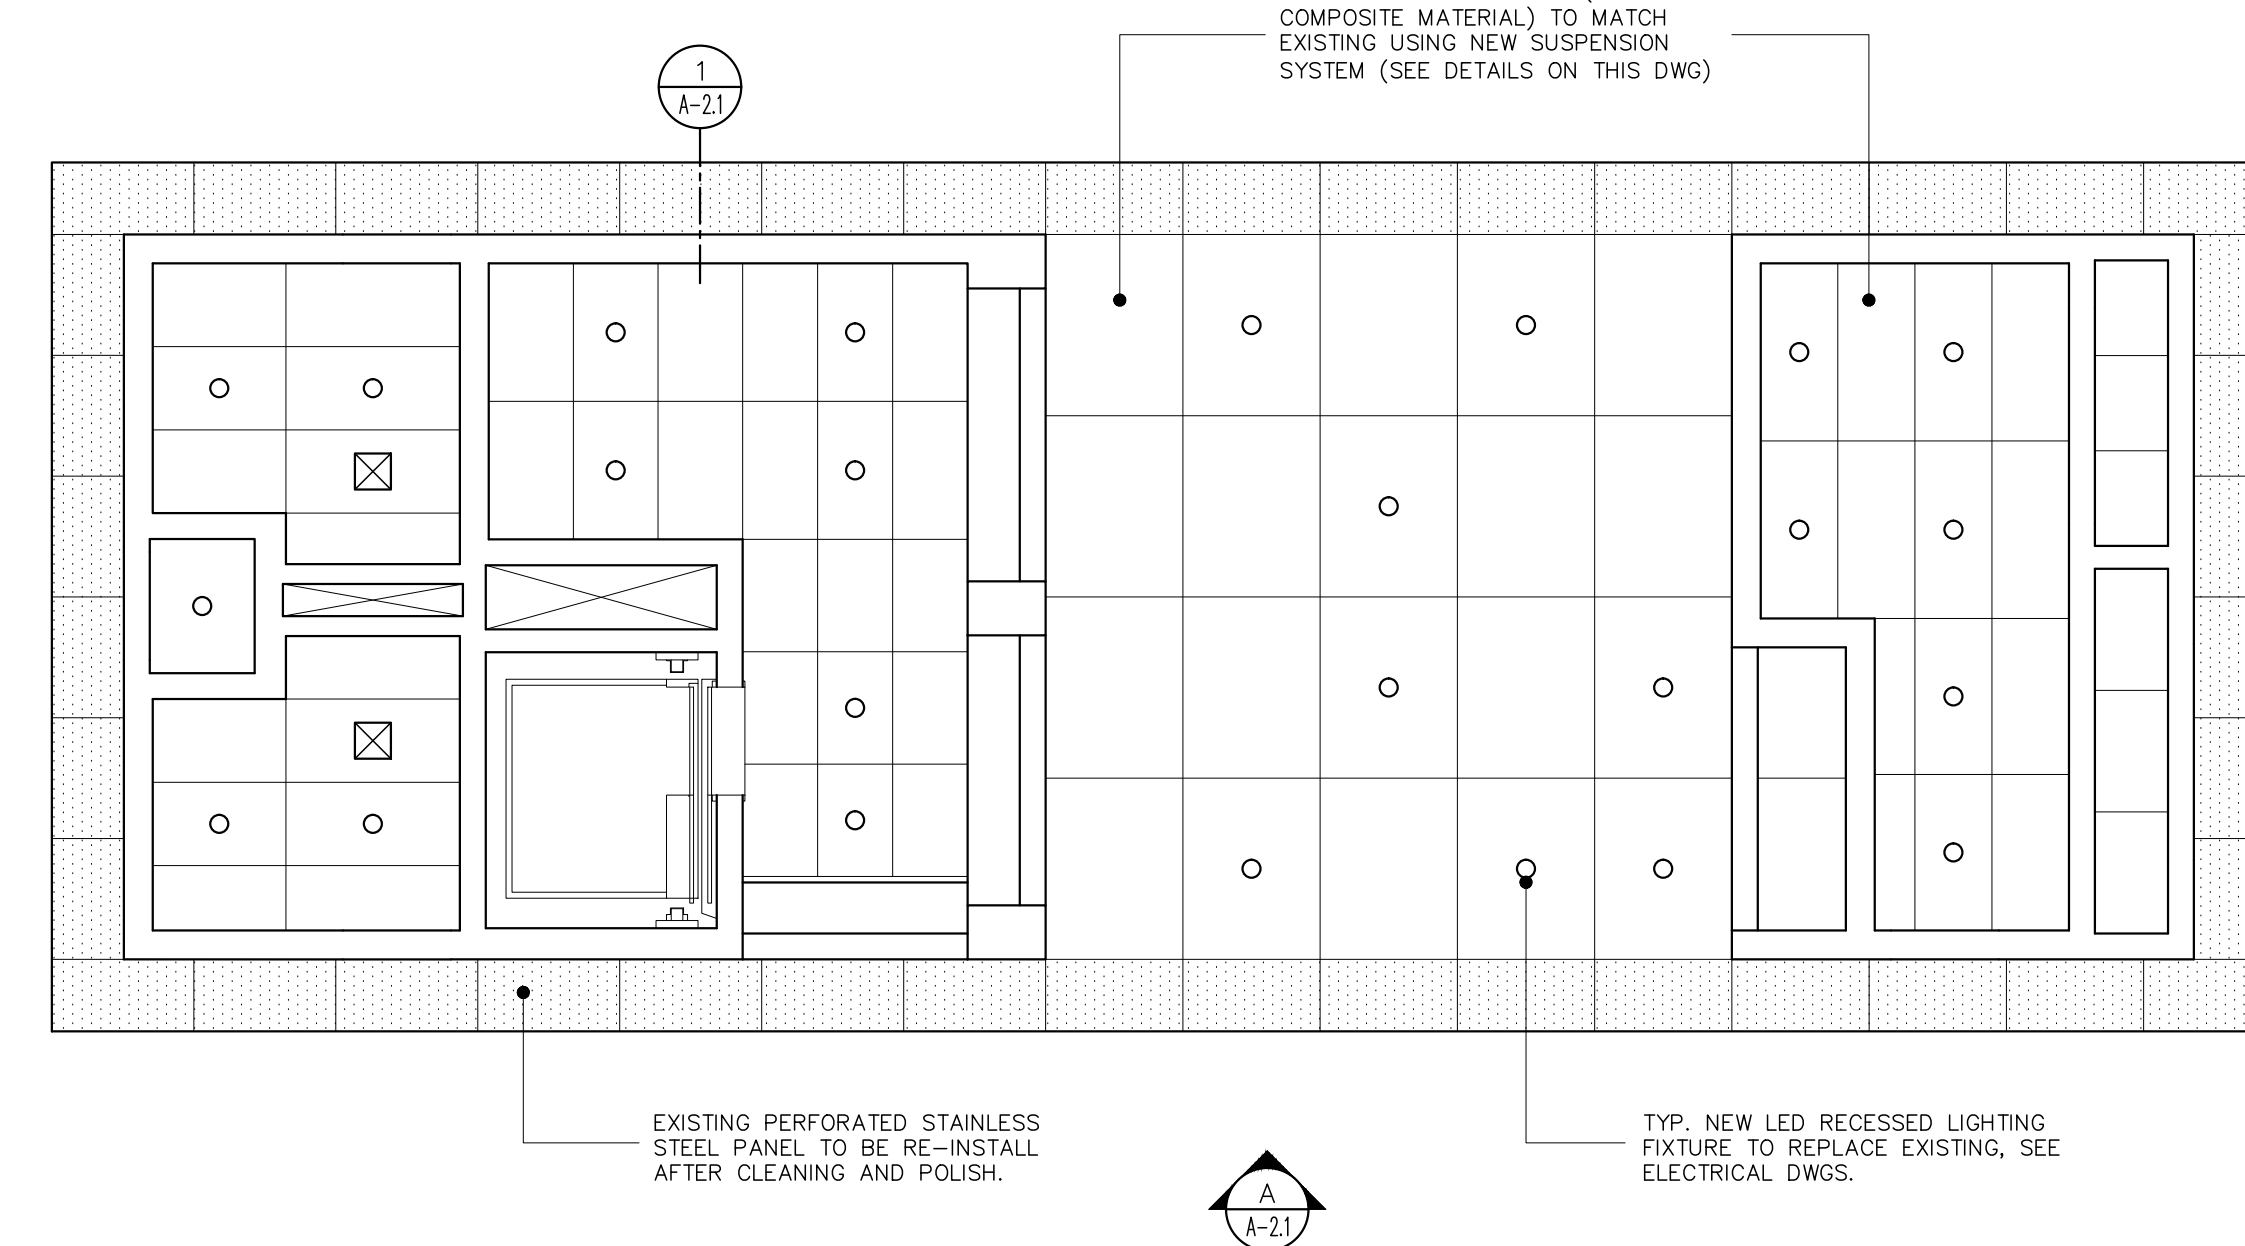 COMPOSITE MATERIAL) TO MATCH
EXISTING USING NEW SUSPENSION
SYSTEM (SEE DETAILS ON THIS DWG)
1
A-2.1
EXISTING PERFORATED STAINLESS
STEEL PANEL TO BE RE-INSTALL
AFTER CLEANING AND POLISH.
TYP. NEW LED RECESSED LIGHTING
FIXTURE TO REPLACE EXISTING, SEE
ELECTRICAL DWGS.
A
A-2.1